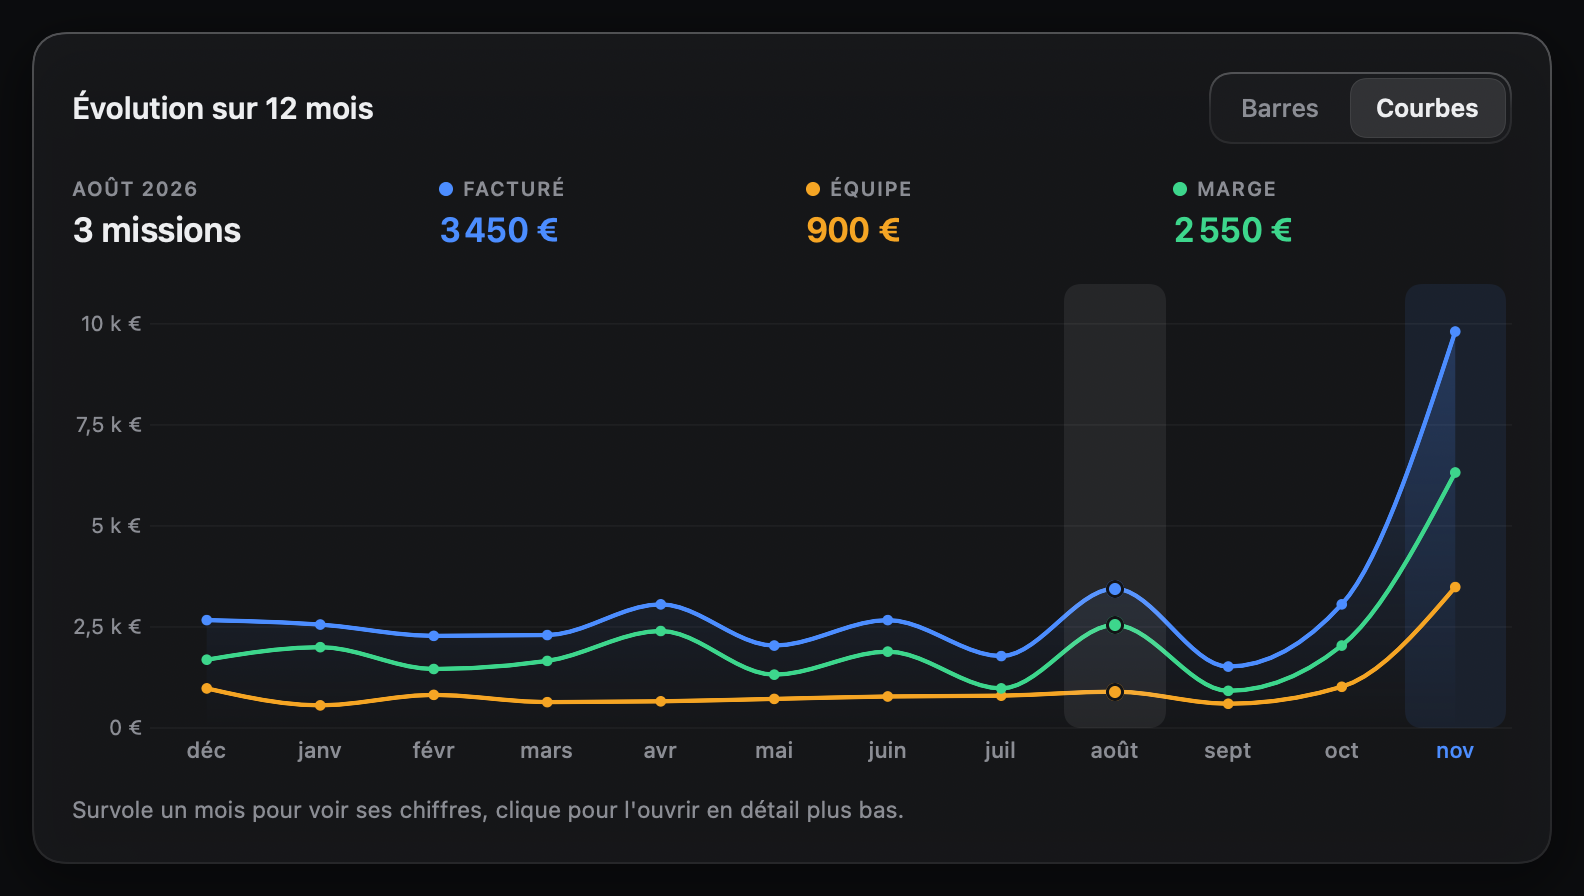 Évolution sur 12 mois
Barres
Courbes
AOÛT 2026
3 missions
FACTURÉ
3 450 €
ÉQUIPE
900 €
MARGE
2 550 €
10 k €
7,5 k €
5 k €
2,5 k €
0 €
déc janv févr mars avr mai juin juil août sept oct nov
Survole un mois pour voir ses chiffres, clique pour l'ouvrir en détail plus bas.